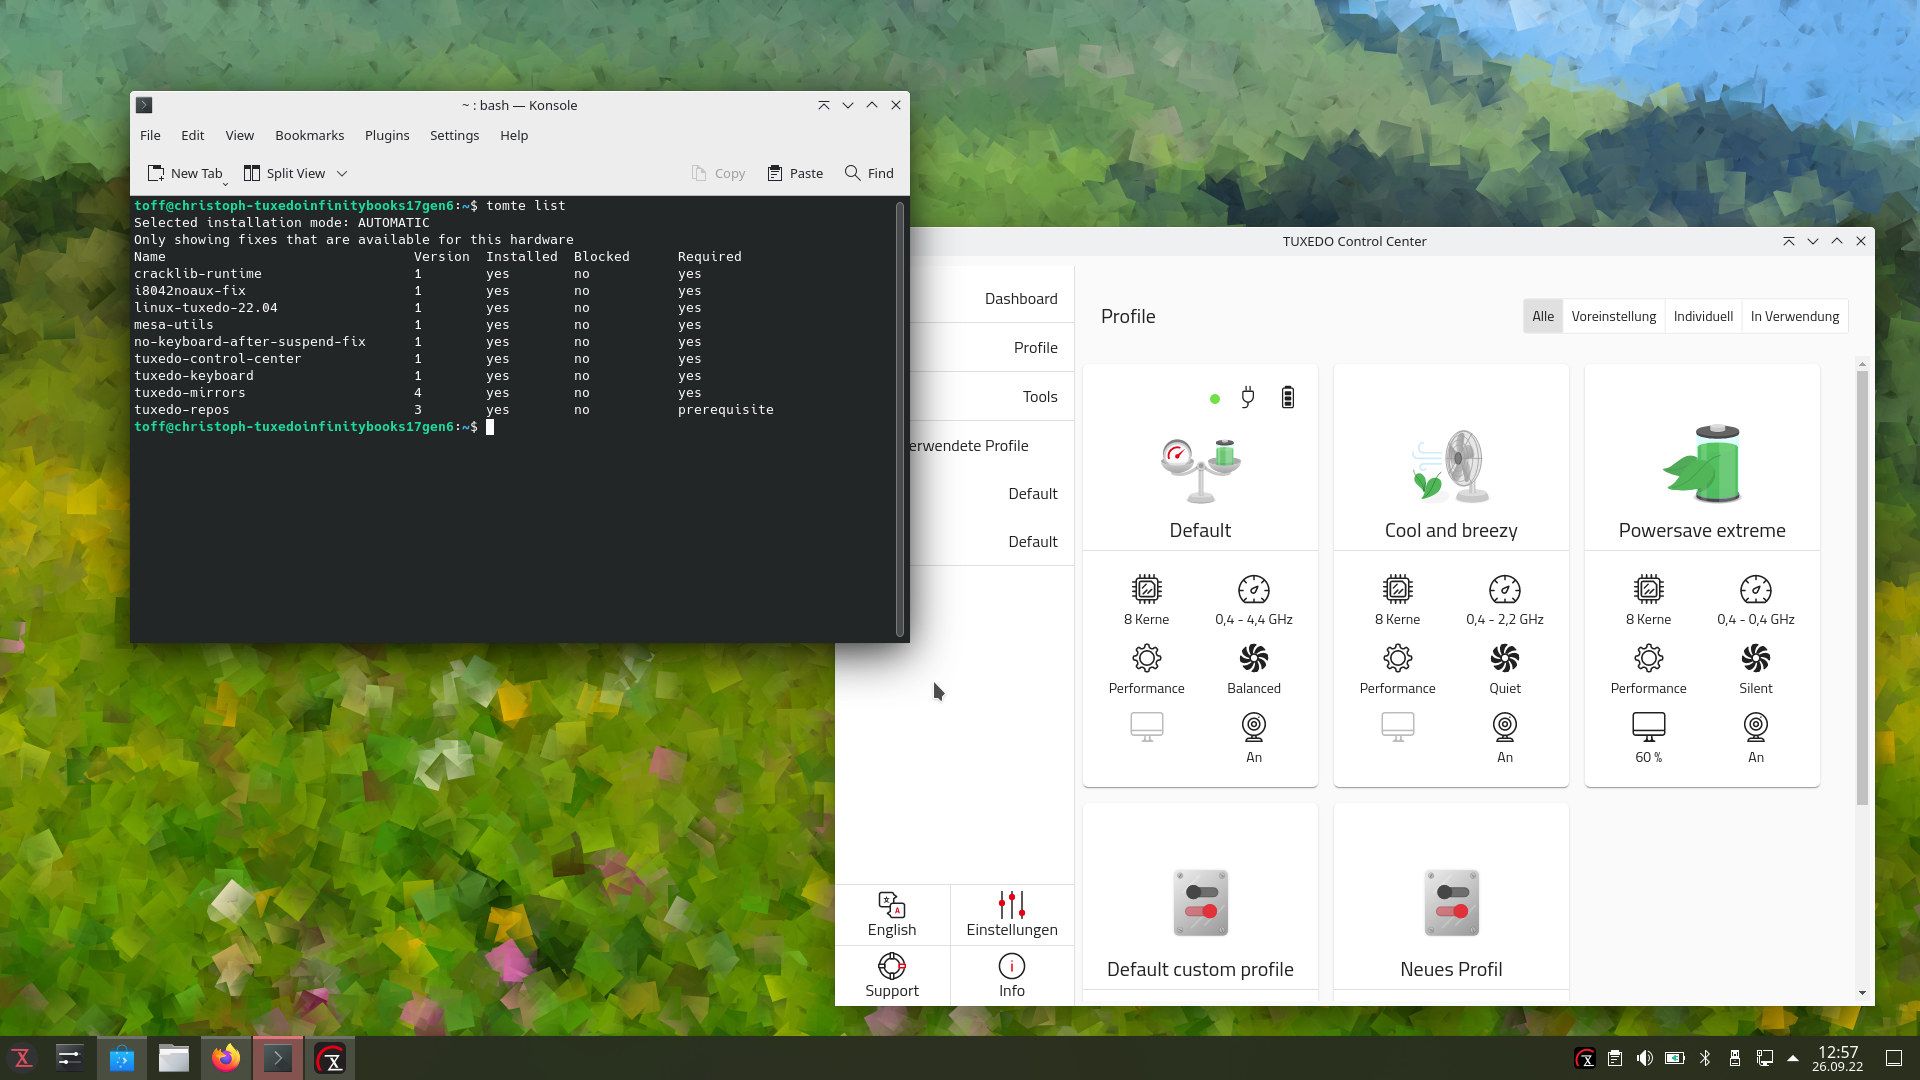 ~ : bash — Konsole
File Edit View Bookmarks Plugins Settings Help
New Tab Split View Copy Paste Find
toff@christoph-tuxedoinfinitybooks17gen6:~$ tomte list
Selected installation mode: AUTOMATIC
Only showing fixes that are available for this hardware
Name Version Installed Blocked Required
cracklib-runtime 1 yes no yes
i8042noaux-fix 1 yes no yes
linux-tuxedo-22.04 1 yes no yes
mesa-utils 1 yes no yes
no-keyboard-after-suspend-fix 1 yes no yes
tuxedo-control-center 1 yes no yes
tuxedo-keyboard 1 yes no yes
tuxedo-mirrors 4 yes no yes
tuxedo-repos 3 yes no prerequisite
toff@christoph-tuxedoinfinitybooks17gen6:~$
TUXEDO Control Center
Dashboard
Profile
Tools
erwendete Profile
Default
Default
English
Einstellungen
Support
Info
Profile
Alle Voreinstellung Individuell In Verwendung
Default
8 Kerne 0,4 - 4,4 GHz
Performance Balanced
An
Cool and breezy
8 Kerne 0,4 - 2,2 GHz
Performance Quiet
An
Powersave extreme
8 Kerne 0,4 - 0,4 GHz
Performance Silent
60 % An
Default custom profile
Neues Profil
12:57
26.09.22